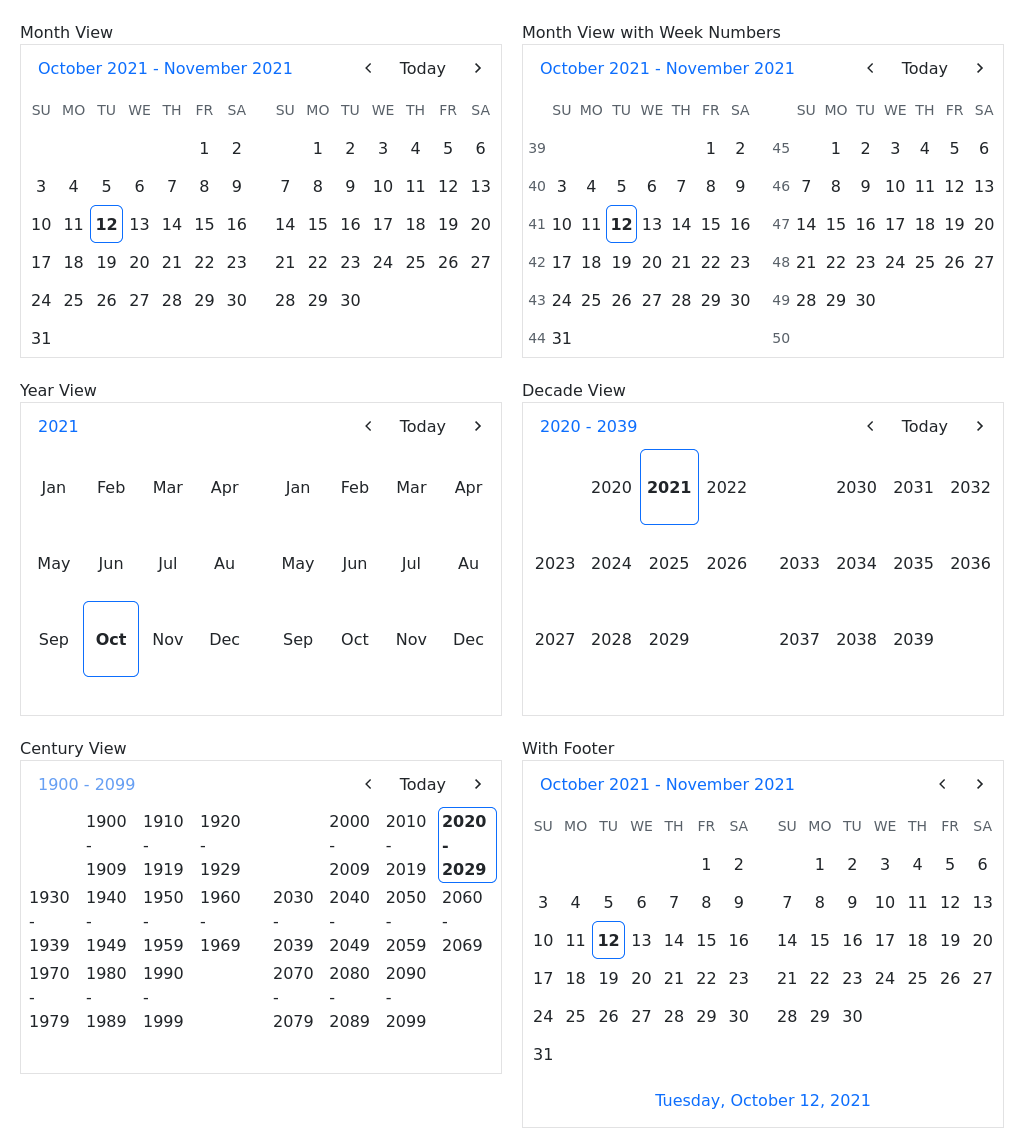 Month View
October 2021 - November 2021 Today
SU MO TU WE TH FR SA SU MO TU WE TH FR SA
1 2 1 2 3 4 5 6
3 4 5 6 7 8 9 7 8 9 10 11 12 13
10 11 12 13 14 15 16 14 15 16 17 18 19 20
17 18 19 20 21 22 23 21 22 23 24 25 26 27
24 25 26 27 28 29 30 28 29 30
31
Month View with Week Numbers
October 2021 - November 2021 Today
SU MO TU WE TH FR SA SU MO TU WE TH FR SA
39 1 2 45 1 2 3 4 5 6
40 3 4 5 6 7 8 9 46 7 8 9 10 11 12 13
41 10 11 12 13 14 15 16 47 14 15 16 17 18 19 20
42 17 18 19 20 21 22 23 48 21 22 23 24 25 26 27
43 24 25 26 27 28 29 30 49 28 29 30
44 31 50
Year View
2021 Today
Jan Feb Mar Apr Jan Feb Mar Apr
May Jun Jul Au May Jun Jul Au
Sep Oct Nov Dec Sep Oct Nov Dec
Decade View
2020 - 2039 Today
2020 2021 2022 2030 2031 2032
2023 2024 2025 2026 2033 2034 2035 2036
2027 2028 2029 2037 2038 2039
Century View
1900 - 2099 Today
1900 1910 1920 2000 2010 2020
- - - - - -
1909 1919 1929 2009 2019 2029
1930 1940 1950 1960 2030 2040 2050 2060
- - - - - - - -
1939 1949 1959 1969 2039 2049 2059 2069
1970 1980 1990 2070 2080 2090
- - - - - -
1979 1989 1999 2079 2089 2099
With Footer
October 2021 - November 2021
SU MO TU WE TH FR SA SU MO TU WE TH FR SA
1 2 1 2 3 4 5 6
3 4 5 6 7 8 9 7 8 9 10 11 12 13
10 11 12 13 14 15 16 14 15 16 17 18 19 20
17 18 19 20 21 22 23 21 22 23 24 25 26 27
24 25 26 27 28 29 30 28 29 30
31
Tuesday, October 12, 2021